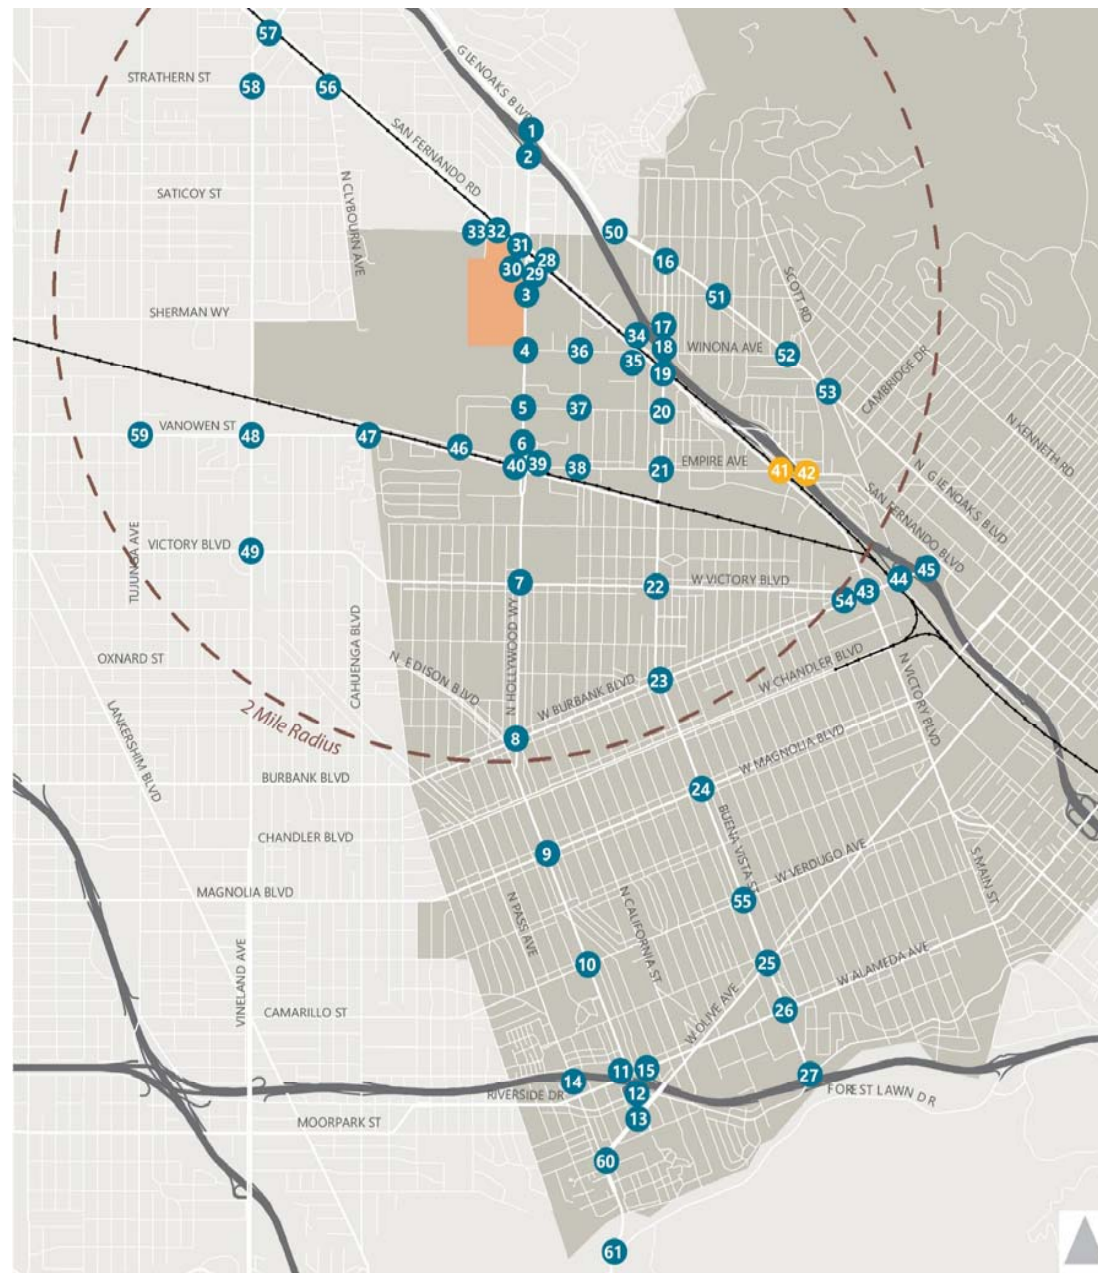 57
58
STRATHERN ST
56
GlENOAKS BLVD
1
2
SAN FERNANDO RD
SATICOY ST
N CLYBOURN AVE
33
32
31
50
30
28
29
16
3
51
SCOTT RD
SHERMAN WY
34
17
18
4
36
35
WINONA AVE
52
19
53
CAMBRIDGE DR
5
37
20
N KENNETH RD
59
VANOWEN ST
48
47
46
6
40
39
38
21
EMPIRE AVE
41
42
N GlENOAKS BLVD
SAN FERNANDO BLVD
TUJUNGA AVE
VICTORY BLVD
49
7
22
W VICTORY BLVD
54
43
44
45
CAHUENGA BLVD
N HOLLYWOOD WY
OXNARD ST
N EDISON BLVD
23
W BURBANK BLVD
W CHANDLER BLVD
N VICTORY PLVD
LANKERSHIM BLVD
2 Mile Radius
8
W MAGNOLIA BLVD
BURBANK BLVD
24
CHANDLER BLVD
9
BUENA VISTA ST
W VERDUGO AVE
S MAIN ST
MAGNOLIA BLVD
N PASS AVE
N CALIFORNIA ST
55
VINELAND AVE
10
25
W ALAMEDA AVE
W OLIVE AVE
26
CAMARILLO ST
14
11
15
27
RIVERSIDE DR
12
FOREST LAWN DR
MOORPARK ST
13
60
61